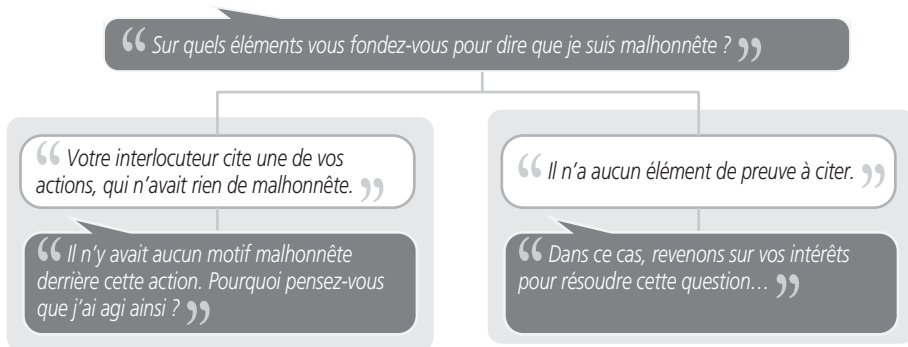 “ Sur quels éléments vous fondez-vous pour dire que je suis malhonnête ? ”
“ Votre interlocuteur cite une de vos
actions, qui n’avait rien de malhonnête. ”
“ Il n’y avait aucun motif malhonnête
derrière cette action. Pourquoi pensez-vous
que j’ai agi ainsi ? ”
“ Il n’a aucun élément de preuve à citer. ”
“ Dans ce cas, revenons sur vos intérêts
pour résoudre cette question… ”